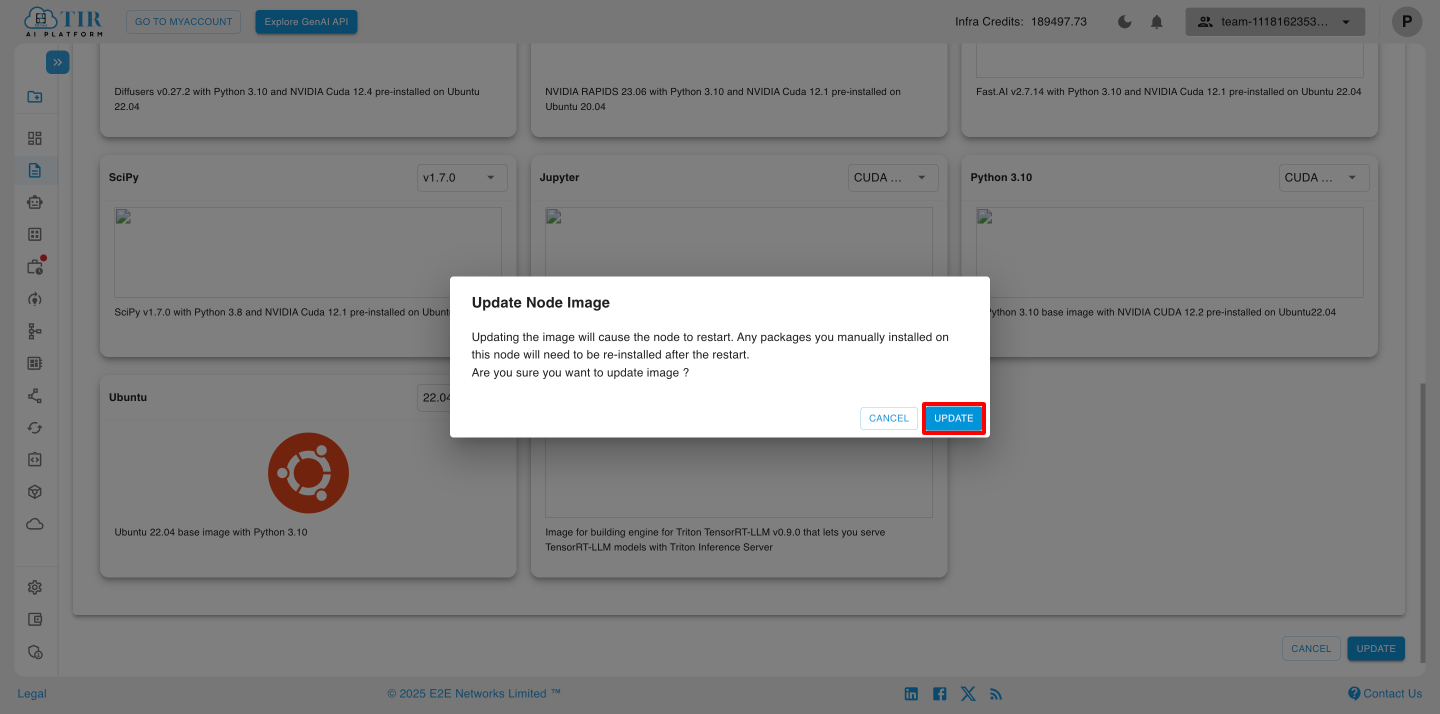 TIR
AI PLATFORM
GO TO MYACCOUNT
Explore GenAI API
Infra Credits: 189497.73
team-1118162353...
P
Diffusers v0.27.2 with Python 3.10 and NVIDIA Cuda 12.4 pre-installed on Ubuntu
22.04
NVIDIA RAPIDS 23.06 with Python 3.10 and NVIDIA Cuda 12.1 pre-installed on
Ubuntu 20.04
Fast.AI v2.7.14 with Python 3.10 and NVIDIA Cuda 12.1 pre-installed on Ubuntu 22.04
SciPy
v1.7.0
Jupyter
CUDA ...
Python 3.10
CUDA ...
SciPy v1.7.0 with Python 3.8 and NVIDIA Cuda 12.1 pre-installed on
Python 3.10 base image with NVIDIA CUDA 12.2 pre-installed on Ubuntu22.04
Update Node Image
Updating the image will cause the node to restart. Any packages you manually installed on
this node will need to be re-installed after the restart.
Are you sure you want to update image ?
CANCEL
UPDATE
Ubuntu
22.04
Ubuntu 22.04 base image with Python 3.10
Image for building engine for Triton TensorRT-LLM v0.9.0 that lets you serve
TensorRT-LLM models with Triton Inference Server
CANCEL
UPDATE
Legal
© 2025 E2E Networks Limited ™
Contact Us